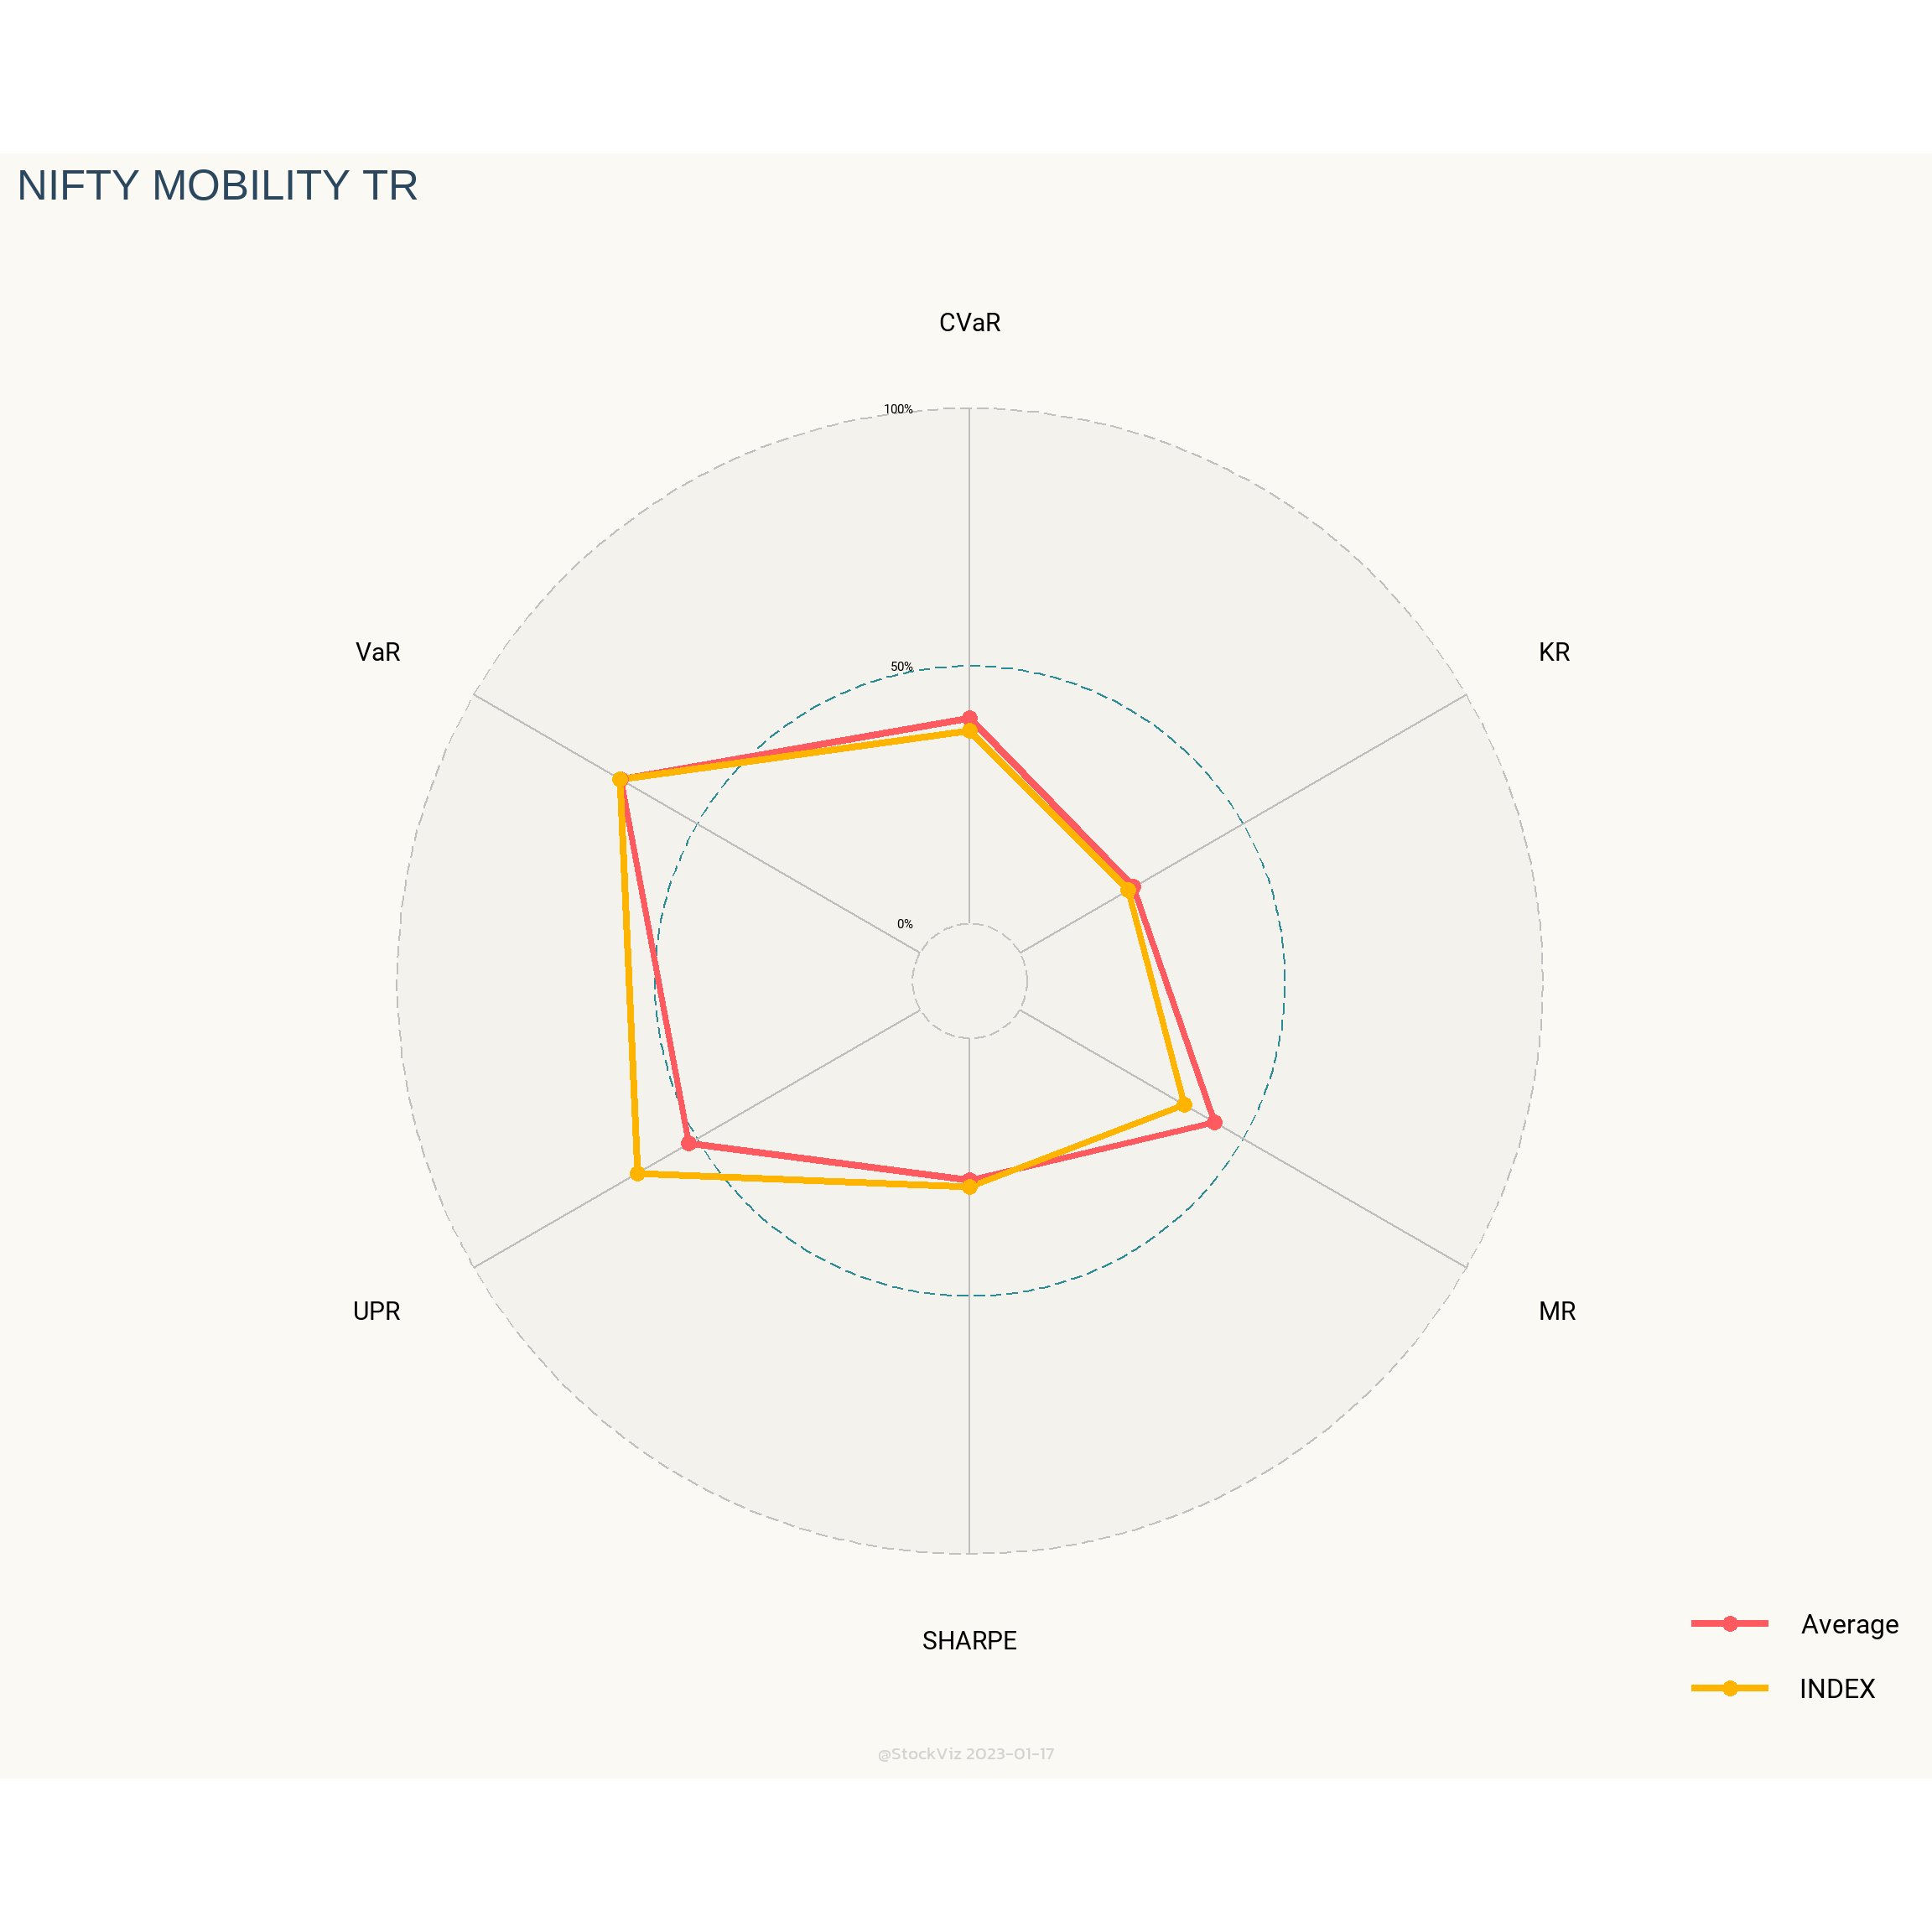 NIFTY MOBILITY TR
CVaR
100%
VaR
KR
50%
0%
UPR
MR
SHARPE
Average
INDEX
@StockViz 2023-01-17